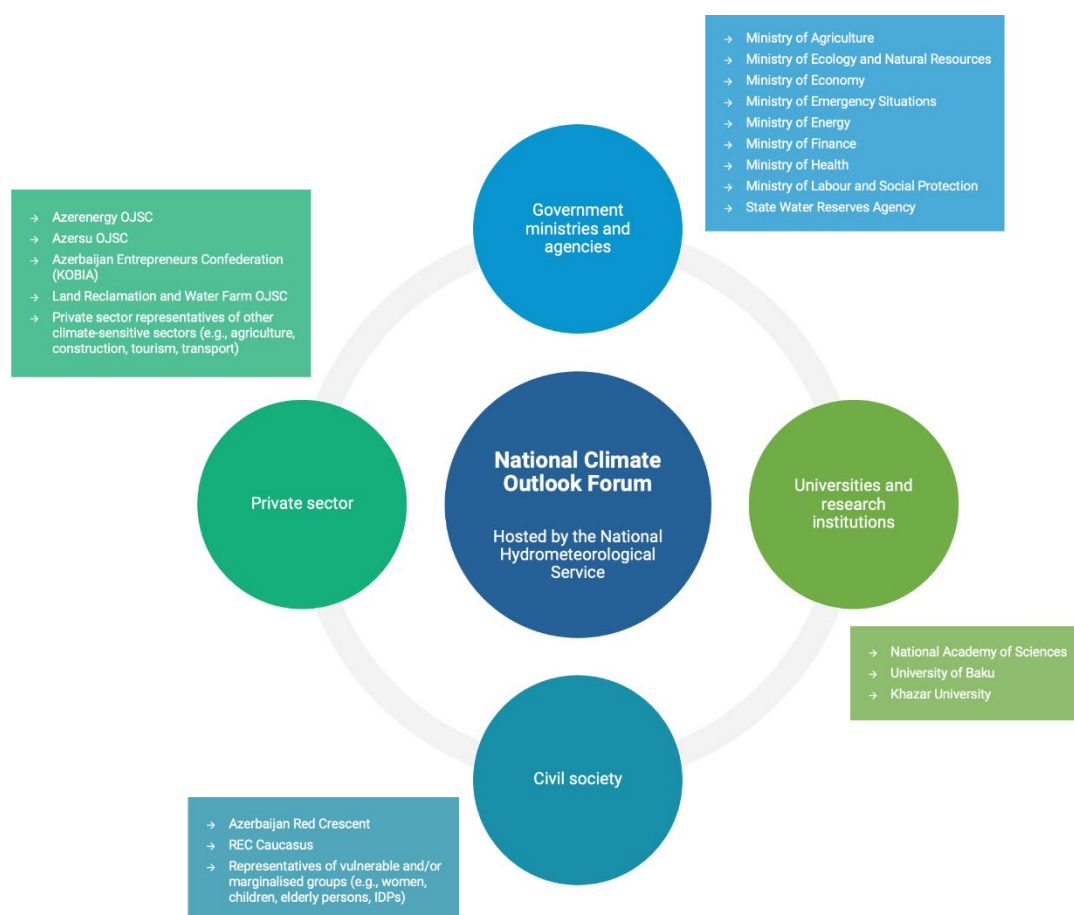 → Ministry of Agriculture
→ Ministry of Ecology and Natural Resources
→ Ministry of Economy
→ Ministry of Emergency Situations
→ Ministry of Energy
→ Ministry of Finance
→ Ministry of Health
→ Ministry of Labour and Social Protection
→ State Water Reserves Agency
Government
ministries and
agencies
→ Azerenergy OJSC
→ Azersu OJSC
→ Azerbaijan Entrepreneurs Confederation
(KOBIA)
→ Land Reclamation and Water Farm OJSC
→ Private sector representatives of other
climate-sensitive sectors (e.g., agriculture,
construction, tourism, transport)
Private sector
National Climate
Outlook Forum
Hosted by the National
Hydrometeorological
Service
Universities and
research
institutions
→ National Academy of Sciences
→ University of Baku
→ Khazar University
Civil society
→ Azerbaijan Red Crescent
→ REC Caucasus
→ Representatives of vulnerable and/or
marginalised groups (e.g., women,
children, elderly persons, IDPs)